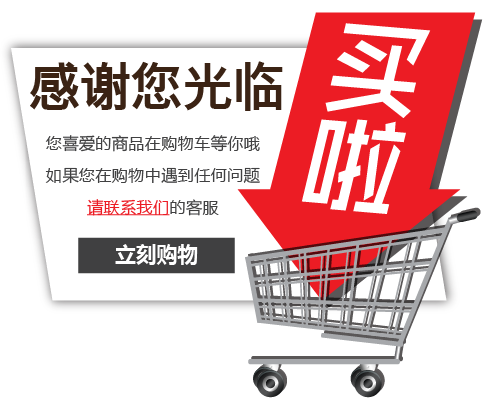 感谢您光临
您喜爱的商品在购物车等你哦
如果您在购物中遇到任何问题
请联系我们的客服
立刻购物
买啦